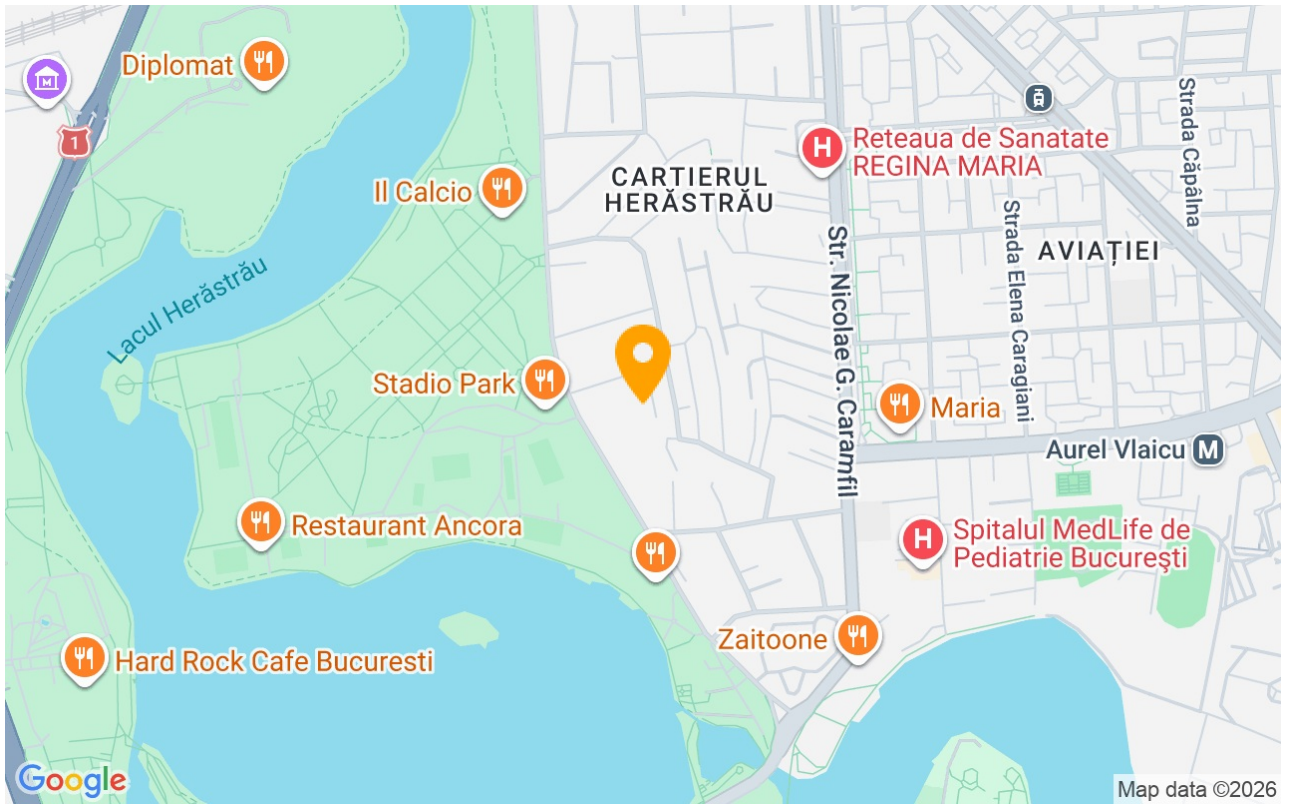 Diplomat
1
Il Calcio
CARTIERUL
HERĂSTRĂU
H
Reteaua de Sanatate
REGINA MARIA
Strada Căpâlna
Strada Elena Caragiani
AVIAȚIEI
Lacul Herăstrău
Str. Nicolae G. Caramfil
Stadio Park
Maria
Aurel Vlaicu M
Restaurant Ancora
H
Spitalul MedLife de
Pediatrie Bucureşti
Zaitoone
Hard Rock Cafe Bucuresti
Google
Map data ©2026